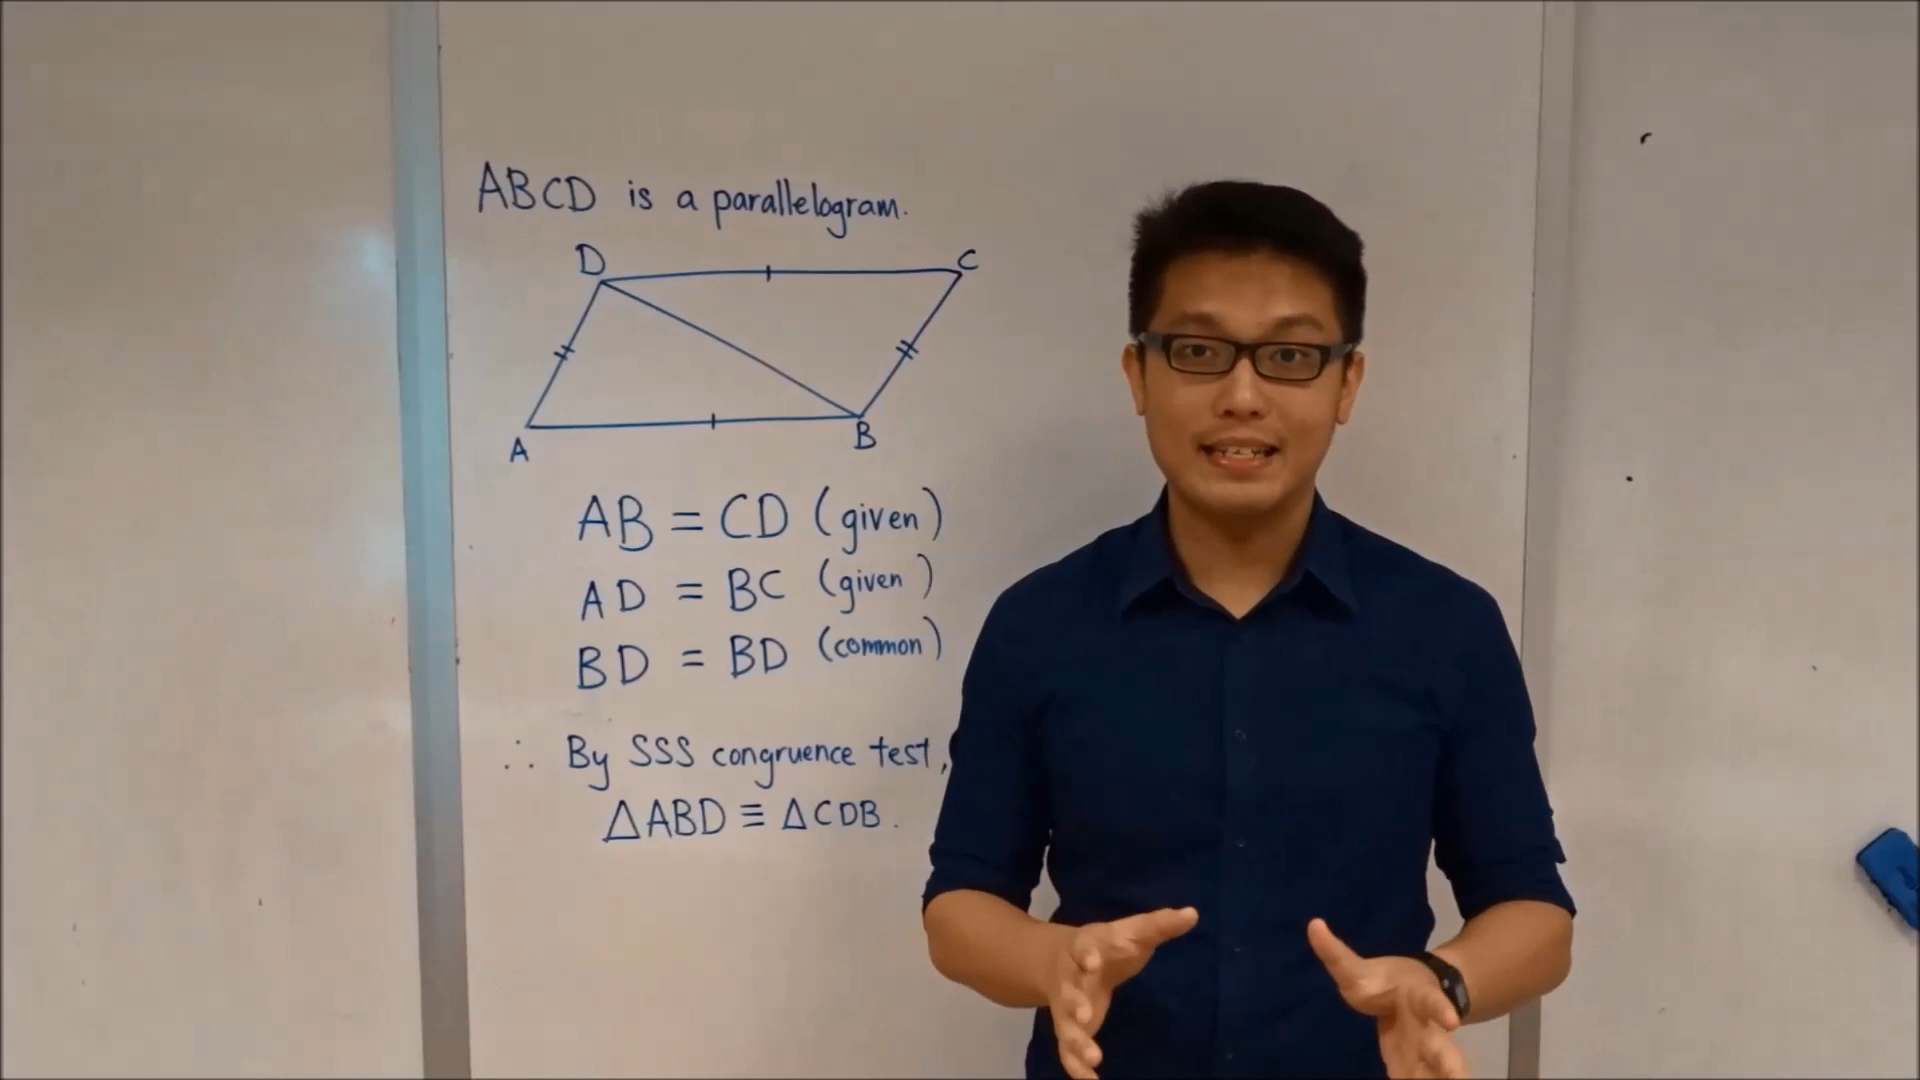 ABCD is a parallelogram.
D
C
A
B
AB = CD (given)
AD = BC (given)
BD = BD (common)
∴ By SSS congruence test,
△ABD ≡ △CDB.